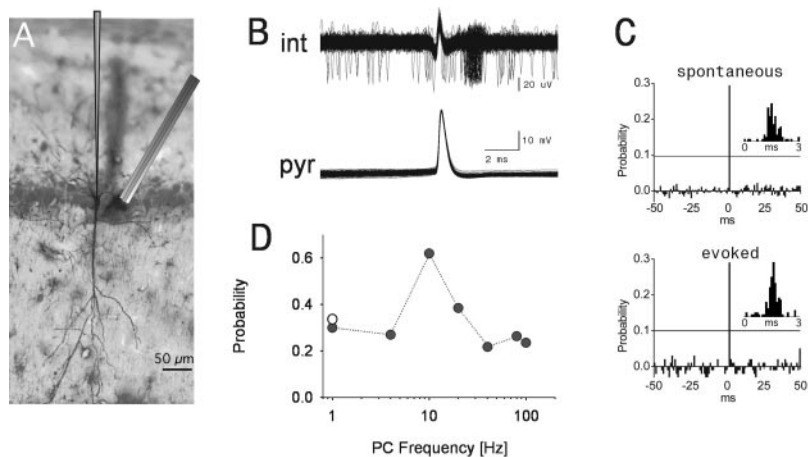 A
50 µm
B
int
20 uV
pyr
10 mV
2 ms
C
spontaneous
0.3
0.2
0.1
0.0
Probability
0 ms 3
-50 -25 0 25 50
ms
evoked
0.3
0.2
0.1
0.0
Probability
0 ms 3
-50 -25 0 25 50
ms
D
0.6
0.4
0.2
0.0
Probability
1 10 100
PC Frequency [Hz]